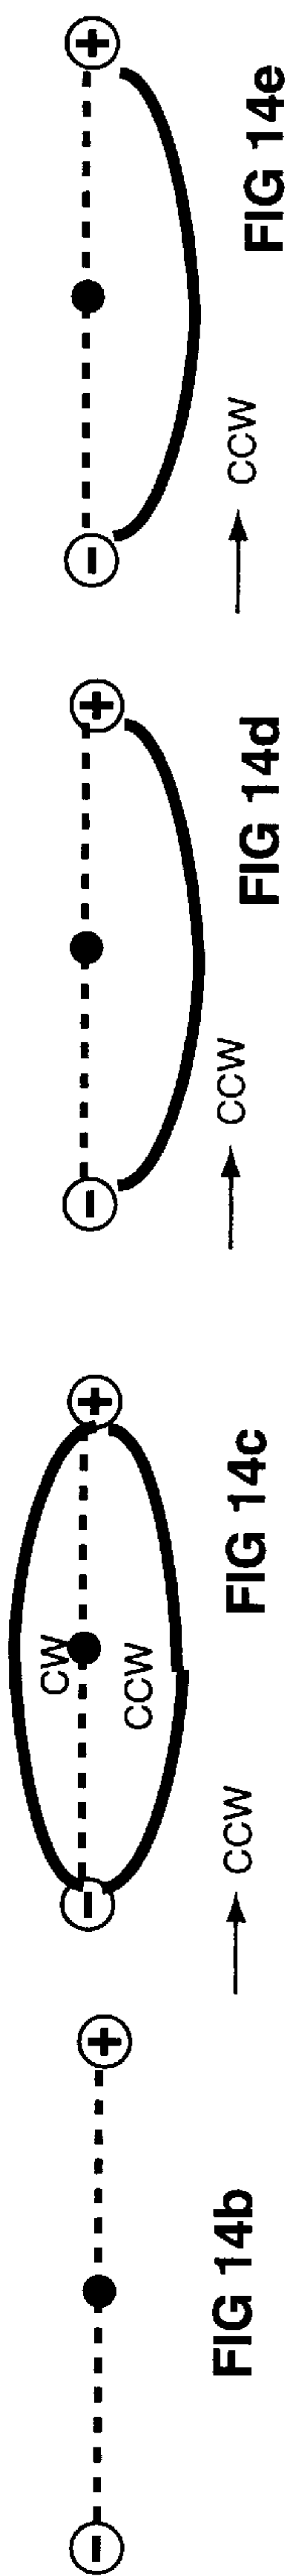 − +
FIG 14b
− CW + CCW
→ CCW
FIG 14c
− +
→ CCW
FIG 14d
− +
→ CCW
FIG 14e